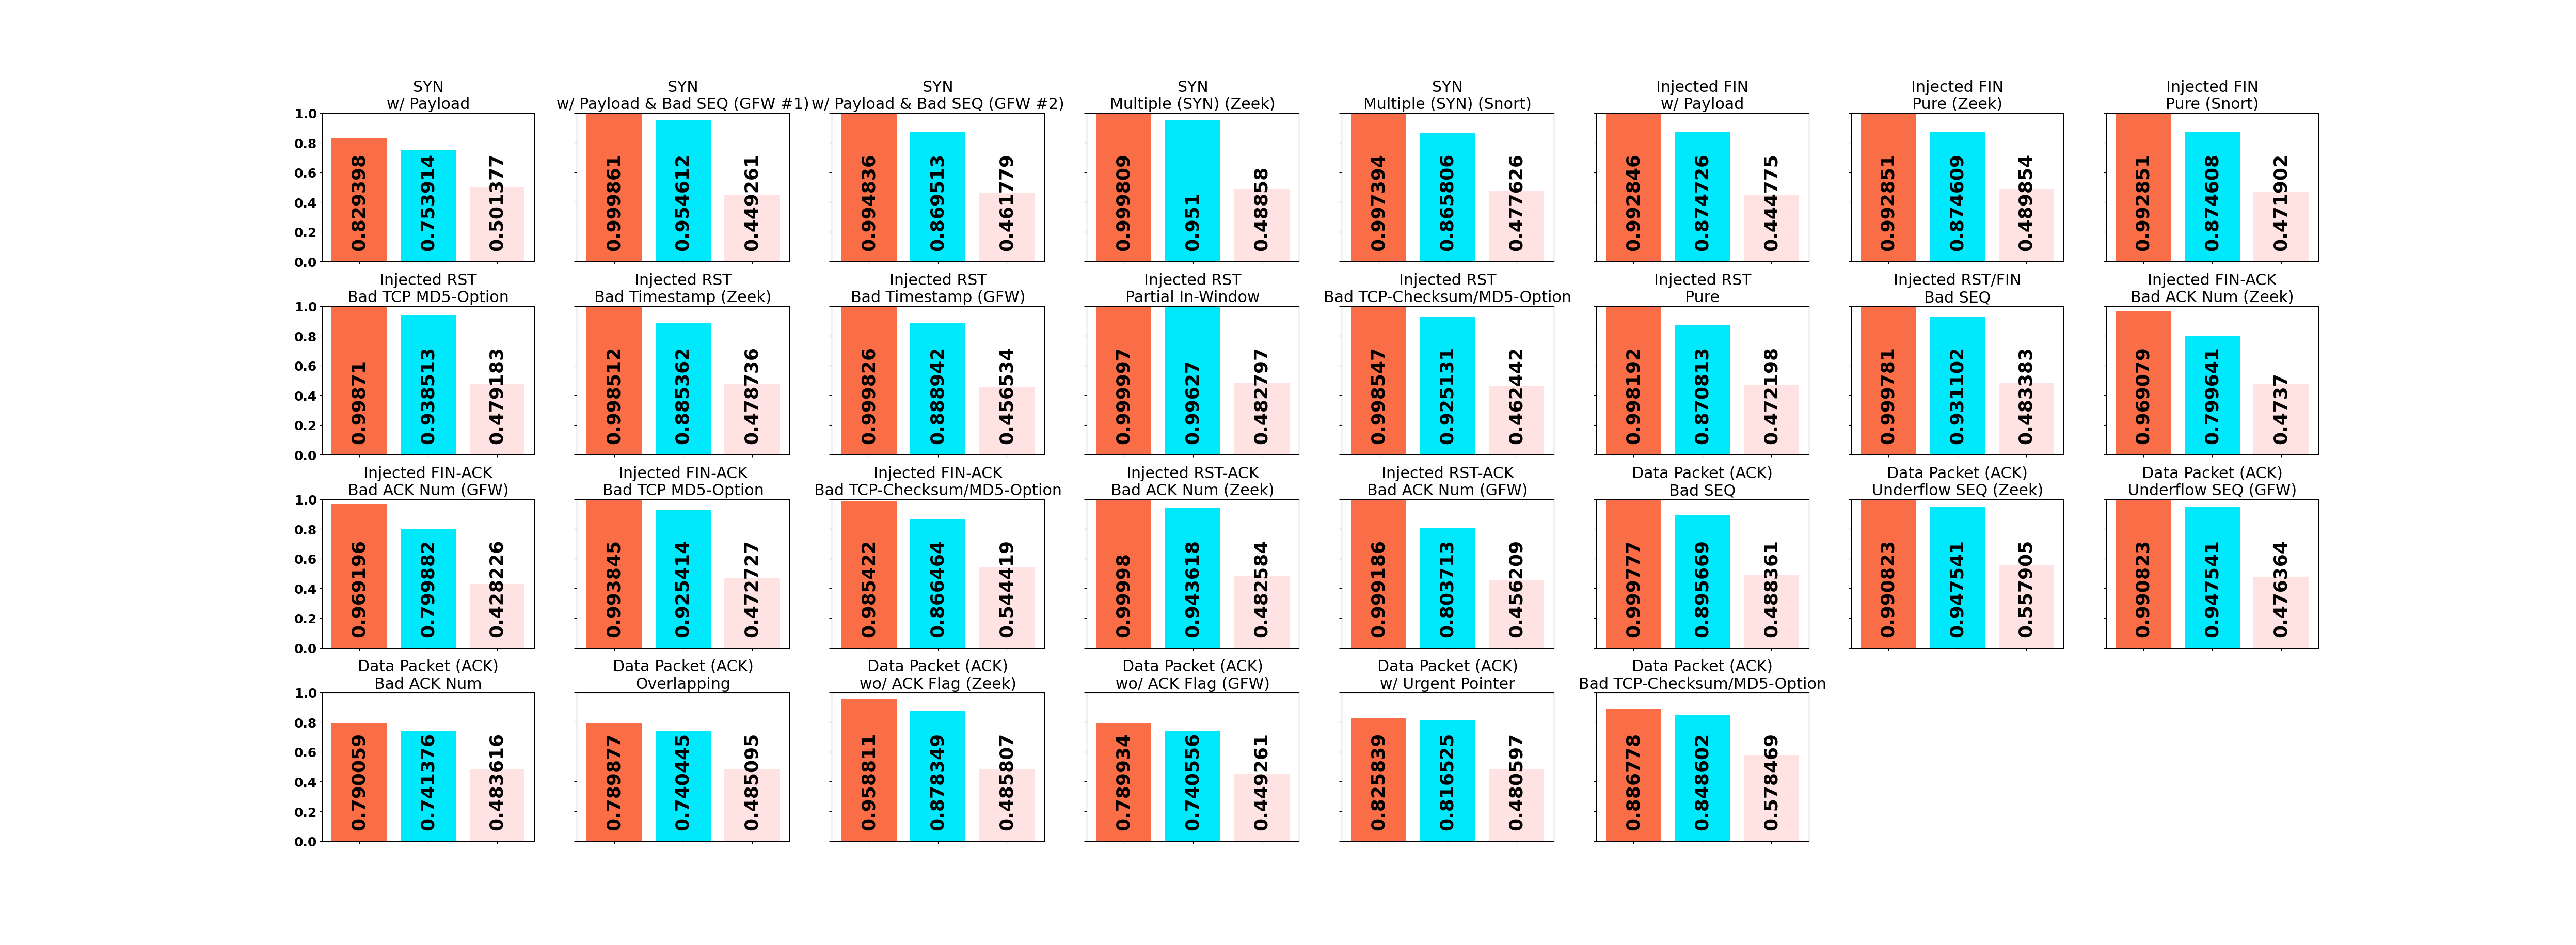 SYN
w/ Payload
SYN
w/ Payload & Bad SEQ (GFW #1)
SYN
w/ Payload & Bad SEQ (GFW #2)
SYN
Multiple (SYN) (Zeek)
SYN
Multiple (SYN) (Snort)
Injected FIN
w/ Payload
Injected FIN
Pure (Zeek)
Injected FIN
Pure (Snort)
1.0
0.8
0.6
0.4
0.2
0.0
0.829398
0.753914
0.501377
0.999861
0.954612
0.449261
0.994836
0.869513
0.461779
0.999809
0.951
0.48858
0.997394
0.865806
0.477626
0.992846
0.874726
0.444775
0.992851
0.874609
0.489854
0.992851
0.874608
0.471902
Injected RST
Bad TCP MD5-Option
Injected RST
Bad Timestamp (Zeek)
Injected RST
Bad Timestamp (GFW)
Injected RST
Partial In-Window
Injected RST
Bad TCP-Checksum/MD5-Option
Injected RST
Pure
Injected RST/FIN
Bad SEQ
Injected FIN-ACK
Bad ACK Num (Zeek)
1.0
0.8
0.6
0.4
0.2
0.0
0.99871
0.938513
0.479183
0.998512
0.885362
0.478736
0.999826
0.888942
0.456534
0.999997
0.99627
0.482797
0.998547
0.925131
0.462442
0.998192
0.870813
0.472198
0.999781
0.931102
0.483383
0.969079
0.799641
0.4737
Injected FIN-ACK
Bad ACK Num (GFW)
Injected FIN-ACK
Bad TCP MD5-Option
Injected FIN-ACK
Bad TCP-Checksum/MD5-Option
Injected RST-ACK
Bad ACK Num (Zeek)
Injected RST-ACK
Bad ACK Num (GFW)
Data Packet (ACK)
Bad SEQ
Data Packet (ACK)
Underflow SEQ (Zeek)
Data Packet (ACK)
Underflow SEQ (GFW)
1.0
0.8
0.6
0.4
0.2
0.0
0.969196
0.799882
0.428226
0.993845
0.925414
0.472727
0.985422
0.866464
0.544419
0.99998
0.943618
0.482584
0.999186
0.803713
0.456209
0.999777
0.895669
0.488361
0.990823
0.947541
0.557905
0.990823
0.947541
0.476364
Data Packet (ACK)
Bad ACK Num
Data Packet (ACK)
Overlapping
Data Packet (ACK)
wo/ ACK Flag (Zeek)
Data Packet (ACK)
wo/ ACK Flag (GFW)
Data Packet (ACK)
w/ Urgent Pointer
Data Packet (ACK)
Bad TCP-Checksum/MD5-Option
1.0
0.8
0.6
0.4
0.2
0.0
0.790059
0.741376
0.483616
0.789877
0.740445
0.485095
0.958811
0.878349
0.485807
0.789934
0.740556
0.449261
0.825839
0.816525
0.480597
0.886778
0.848602
0.578469